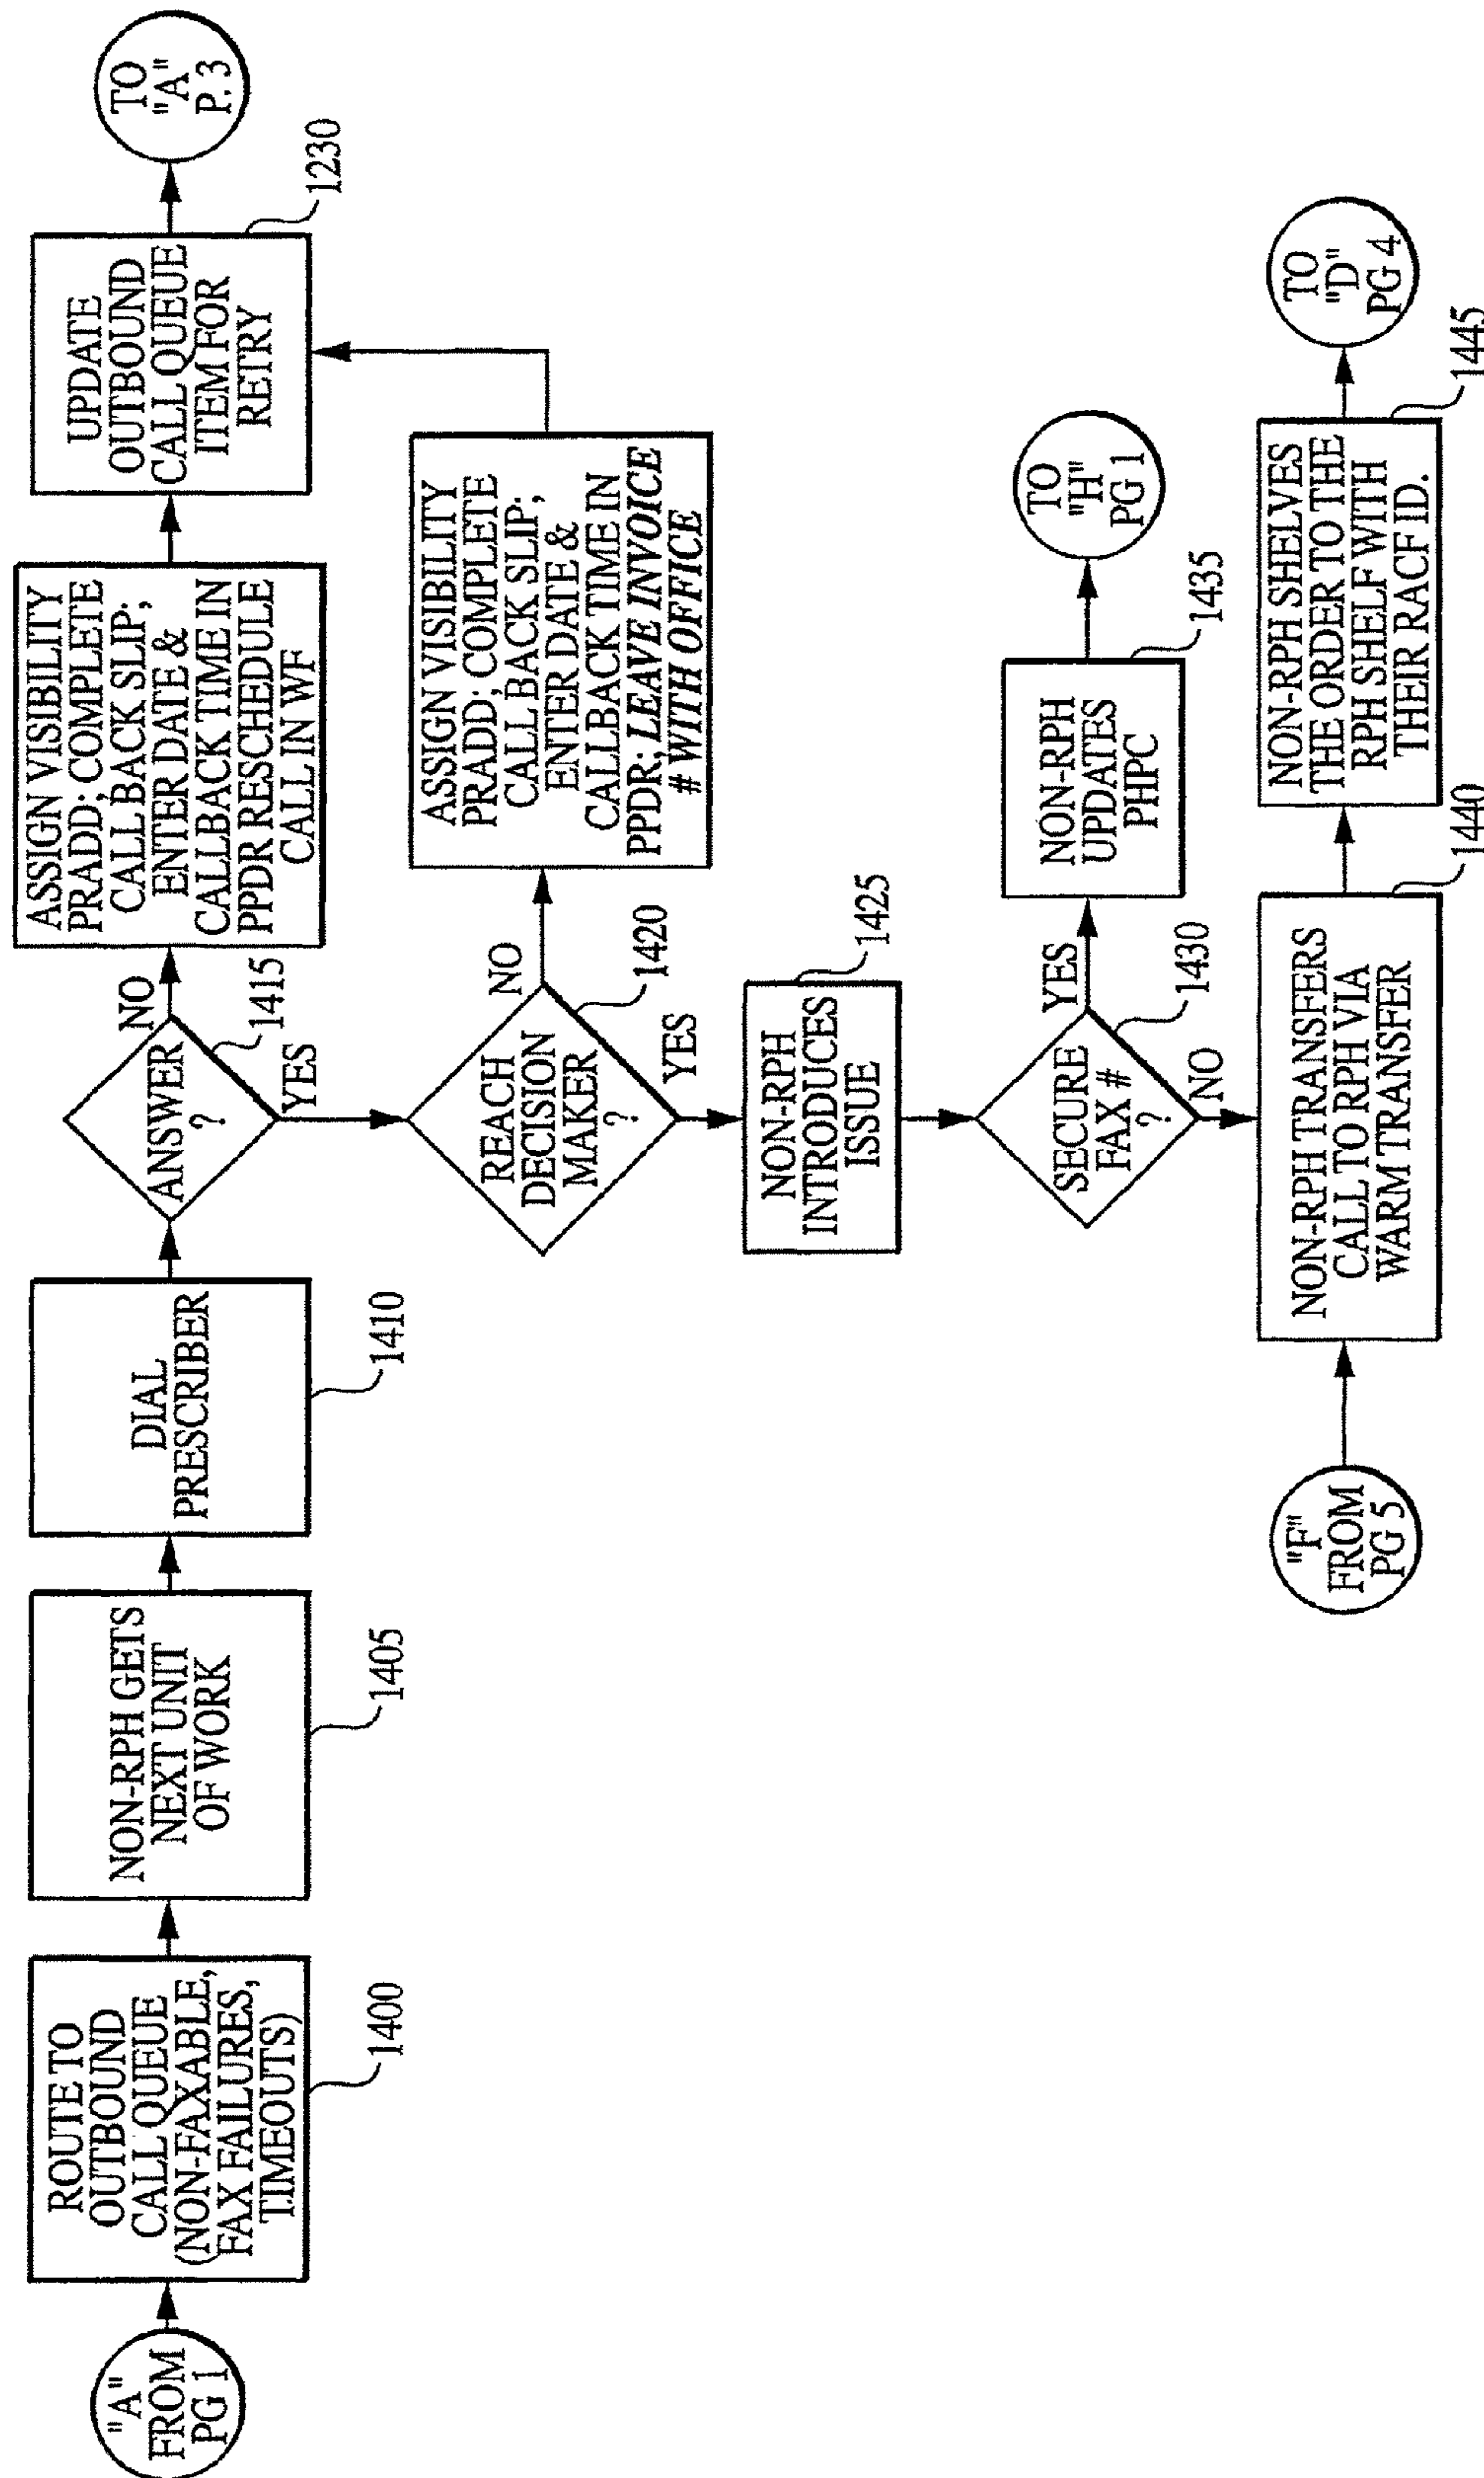 "A"
FROM
PG 1
ROUTE TO
OUTBOUND
CALL QUEUE
(NON-FAXABLE,
FAX FAILURES,
TIMEOUTS)
1400
NON-RPH GETS
NEXT UNIT
OF WORK
1405
DIAL
PRESCRIBER
1410
ANSWER
?
1415
NO
YES
ASSIGN VISIBILITY
PRADD; COMPLETE
CALL BACK SLIP;
ENTER DATE &
CALLBACK TIME IN
PPDR RESCHEDULE
CALL IN WF
UPDATE
OUTBOUND
CALL QUEUE
ITEM FOR
RETRY
1230
TO
"A"
P. 3
REACH
DECISION
MAKER
?
1420
NO
YES
ASSIGN VISIBILITY
PRADD; COMPLETE
CALL BACK SLIP;
ENTER DATE &
CALLBACK TIME IN
PPDR; LEAVE INVOICE
# WITH OFFICE
NON-RPH
INTRODUCES
ISSUE
1425
SECURE
FAX #
?
1430
YES
NO
NON-RPH
UPDATES
PHPC
1435
TO
"H"
PG 1
"F"
FROM
PG 5
NON-RPH TRANSFERS
CALL TO RPH VIA
WARM TRANSFER
1440
NON-RPH SHELVES
THE ORDER TO THE
RPH SHELF WITH
THEIR RACF ID.
1445
TO
"D"
PG 4